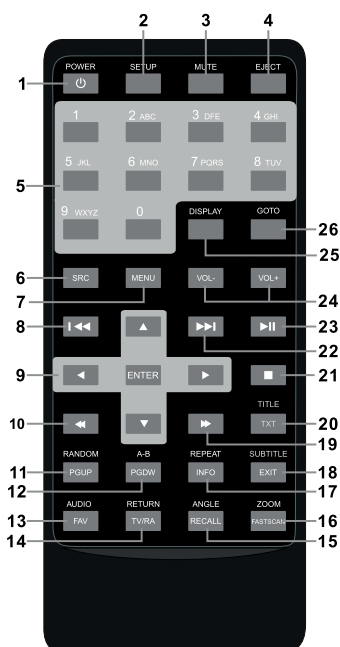 2 3 4
POWER SETUP MUTE EJECT
1
1 2 ABC 3 DFE 4 GHI
5 JKL 6 MNO 7 PQRS 8 TUV
5
9 WXYZ 0 DISPLAY GOTO
26
25
6 SRC MENU VOL- VOL+
7 24
8 23
22
9 ENTER 21
TITLE
10 TXT 20
19
RANDOM A-B REPEAT SUBTITLE
11 PGUP PGDW INFO EXIT 18
12 17
AUDIO RETURN ANGLE ZOOM
13 FAV TV/RA RECALL FASTSCAN 16
14 15